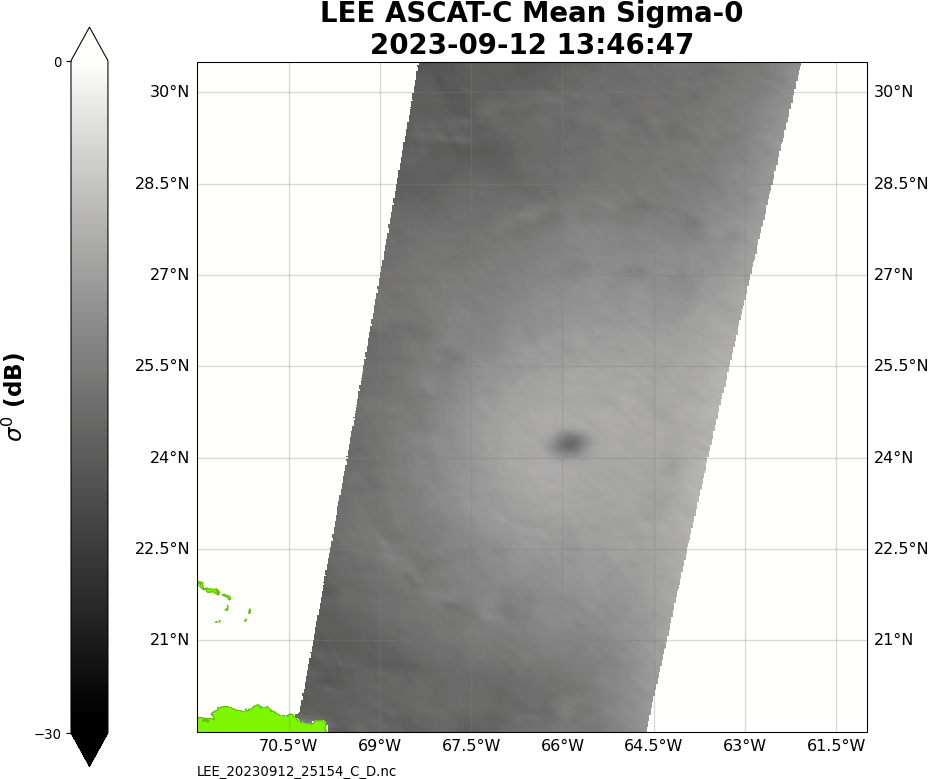 LEE ASCAT-C Mean Sigma-0
2023-09-12 13:46:47
0
−30
σ⁰ (dB)
30°N
28.5°N
27°N
25.5°N
24°N
22.5°N
21°N
30°N
28.5°N
27°N
25.5°N
24°N
22.5°N
21°N
70.5°W 69°W 67.5°W 66°W 64.5°W 63°W 61.5°W
LEE_20230912_25154_C_D.nc